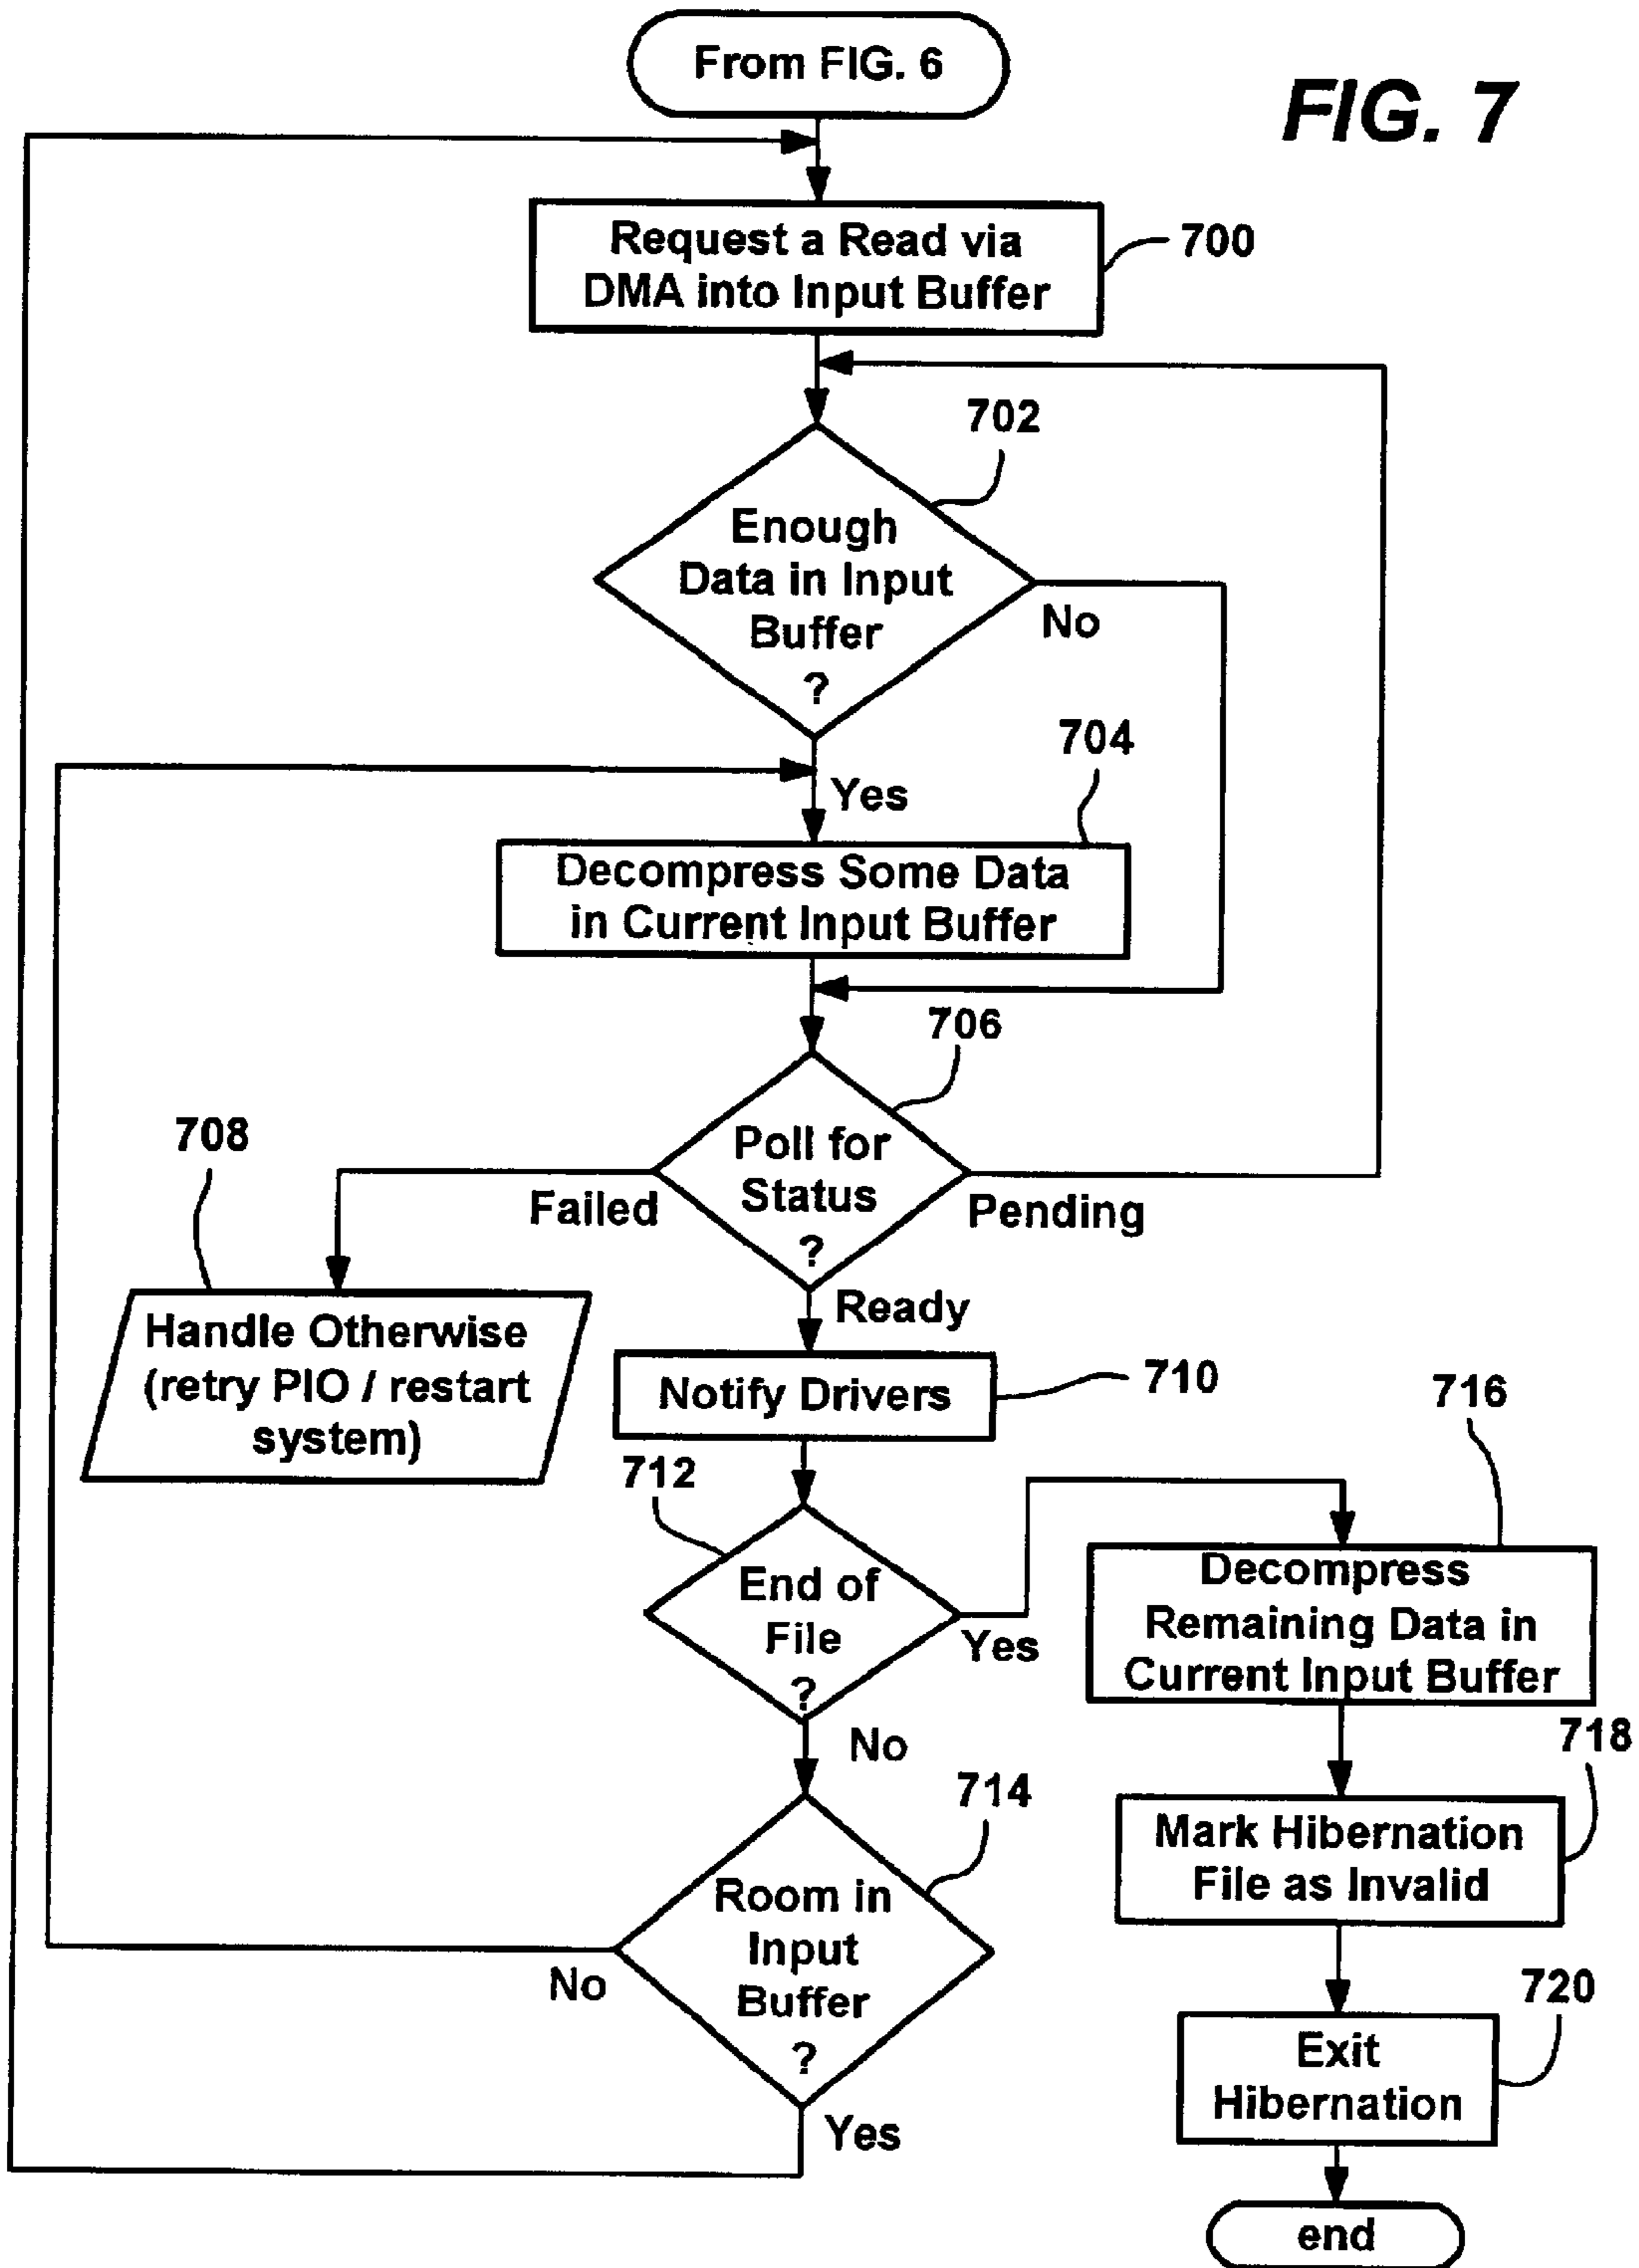 From FIG. 6
FIG. 7
Request a Read via
DMA into Input Buffer
700
702
Enough
Data in Input
Buffer
?
No
704
Yes
Decompress Some Data
in Current Input Buffer
706
Poll for
Status
?
708
Failed
Pending
Ready
Handle Otherwise
(retry PIO / restart
system)
Notify Drivers
710
712
End of
File
?
Yes
No
716
Decompress
Remaining Data in
Current Input Buffer
718
714
Room in
Input
Buffer
?
No
Yes
Mark Hibernation
File as Invalid
720
Exit
Hibernation
end